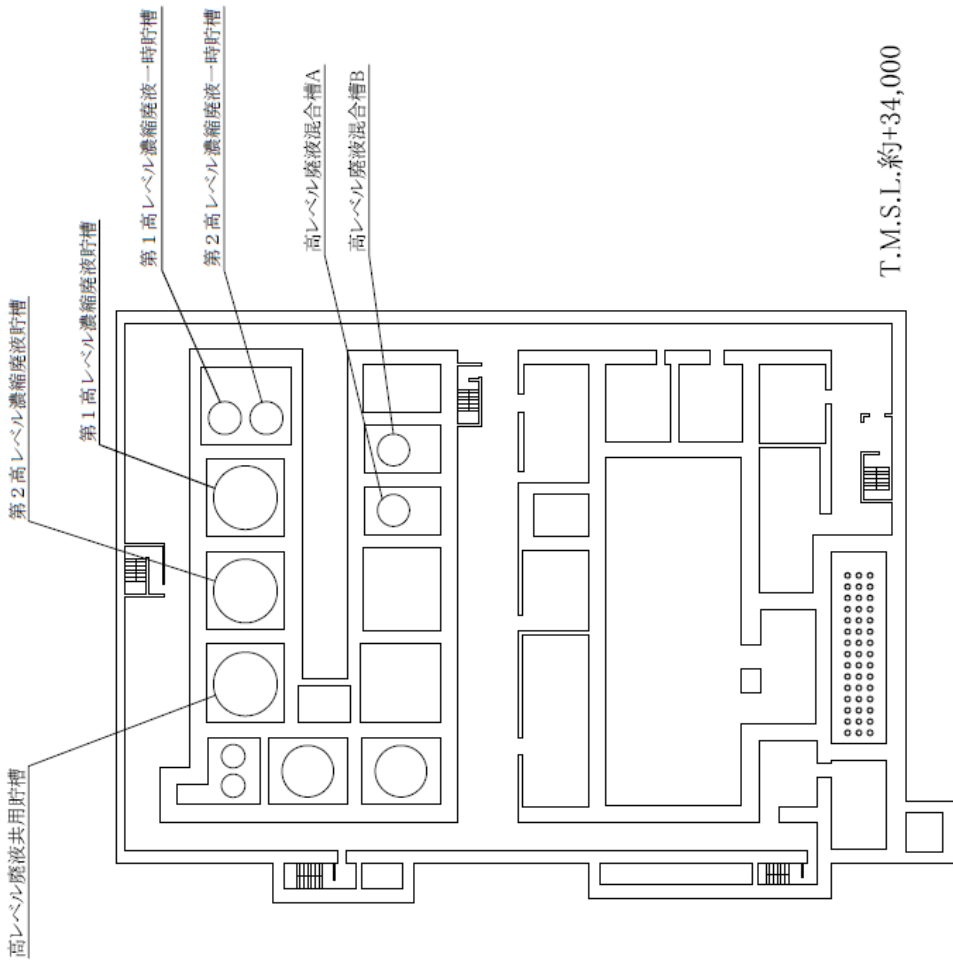 高レベル廃液共用貯槽
第2高レベル濃縮廃液貯槽
第1高レベル濃縮廃液貯槽
第1高レベル濃縮廃液一時貯槽
第2高レベル濃縮廃液一時貯槽
高レベル廃液混合槽A
高レベル廃液混合槽B
T.M.S.L.約+34,000